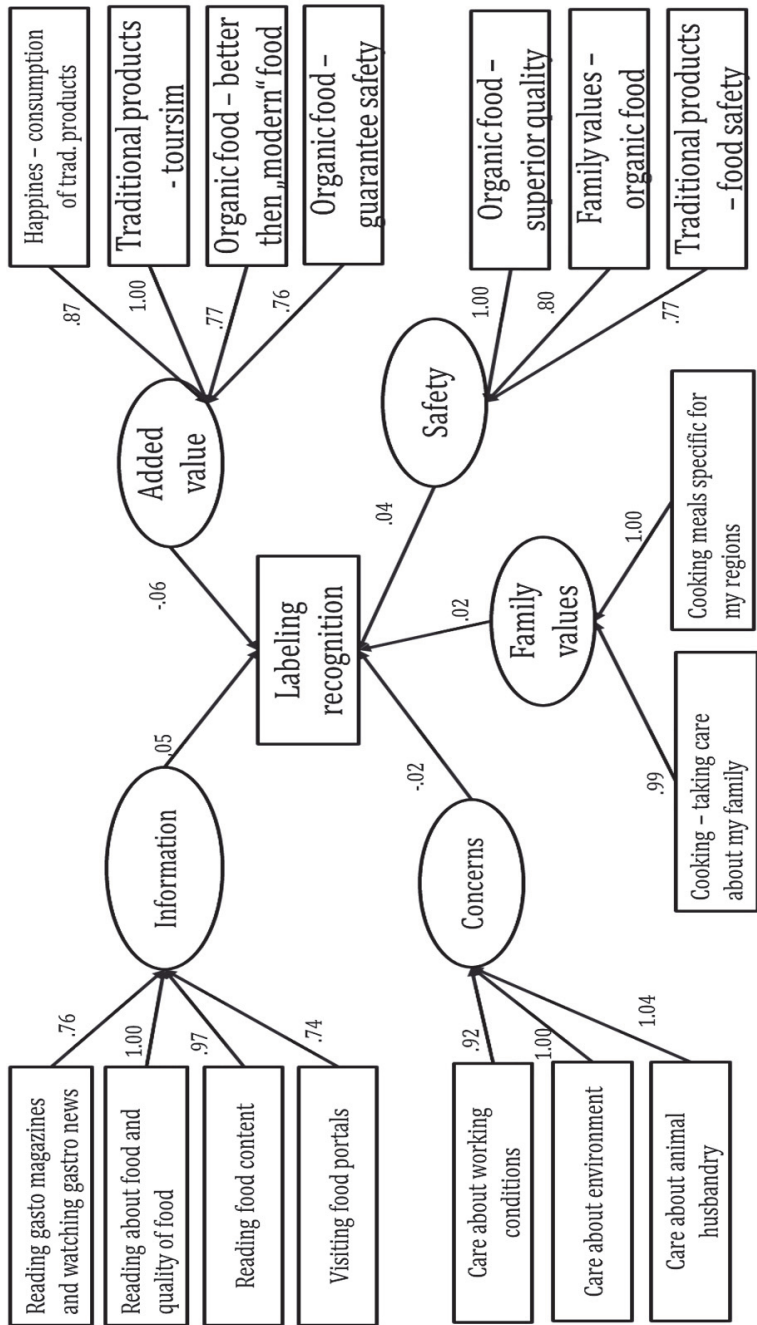 Reading gasto magazines
and watching gastro news
Reading about food and
quality of food
Reading food content
Visiting food portals
.76
1.00
.97
.74
Information
.05
Care about working
conditions
Care about environment
Care about animal
husbandry
.92
1.00
1.04
Concerns
-.02
Labeling
recognition
Cooking – taking care
about my family
Cooking meals specific for
my regions
.99
1.00
Family
values
.02
Added
value
-.06
.87
1.00
.77
.76
Happines – consumption
of trad. products
Traditional products
- toursim
Organic food – better
then „modern“ food
Organic food –
guarantee safety
Safety
.04
1.00
.80
.77
Organic food –
superior quality
Family values –
organic food
Traditional products
– food safety